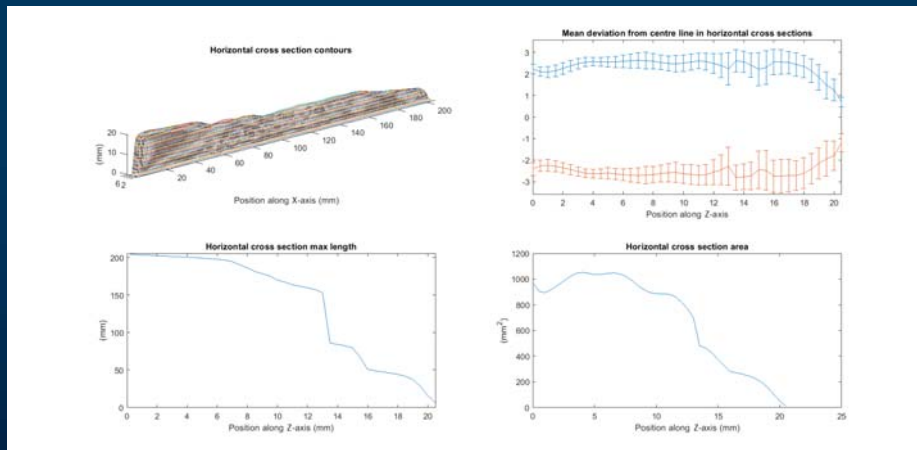 Horizontal cross section contours
20
10
0
(mm)
6
2
20
40
60
80
100
120
140
160
180
200
Position along X-axis (mm)
Mean deviation from centre line in horizontal cross sections
3
2
1
0
-1
-2
-3
0 2 4 6 8 10 12 14 16 18 20
Position along Z-axis
Horizontal cross section max length
200
150
100
50
0
(mm)
0 2 4 6 8 10 12 14 16 18 20
Position along Z-axis (mm)
Horizontal cross section area
1200
1000
800
600
400
200
0
(mm²)
0 5 10 15 20 25
Position along Z-axis (mm)